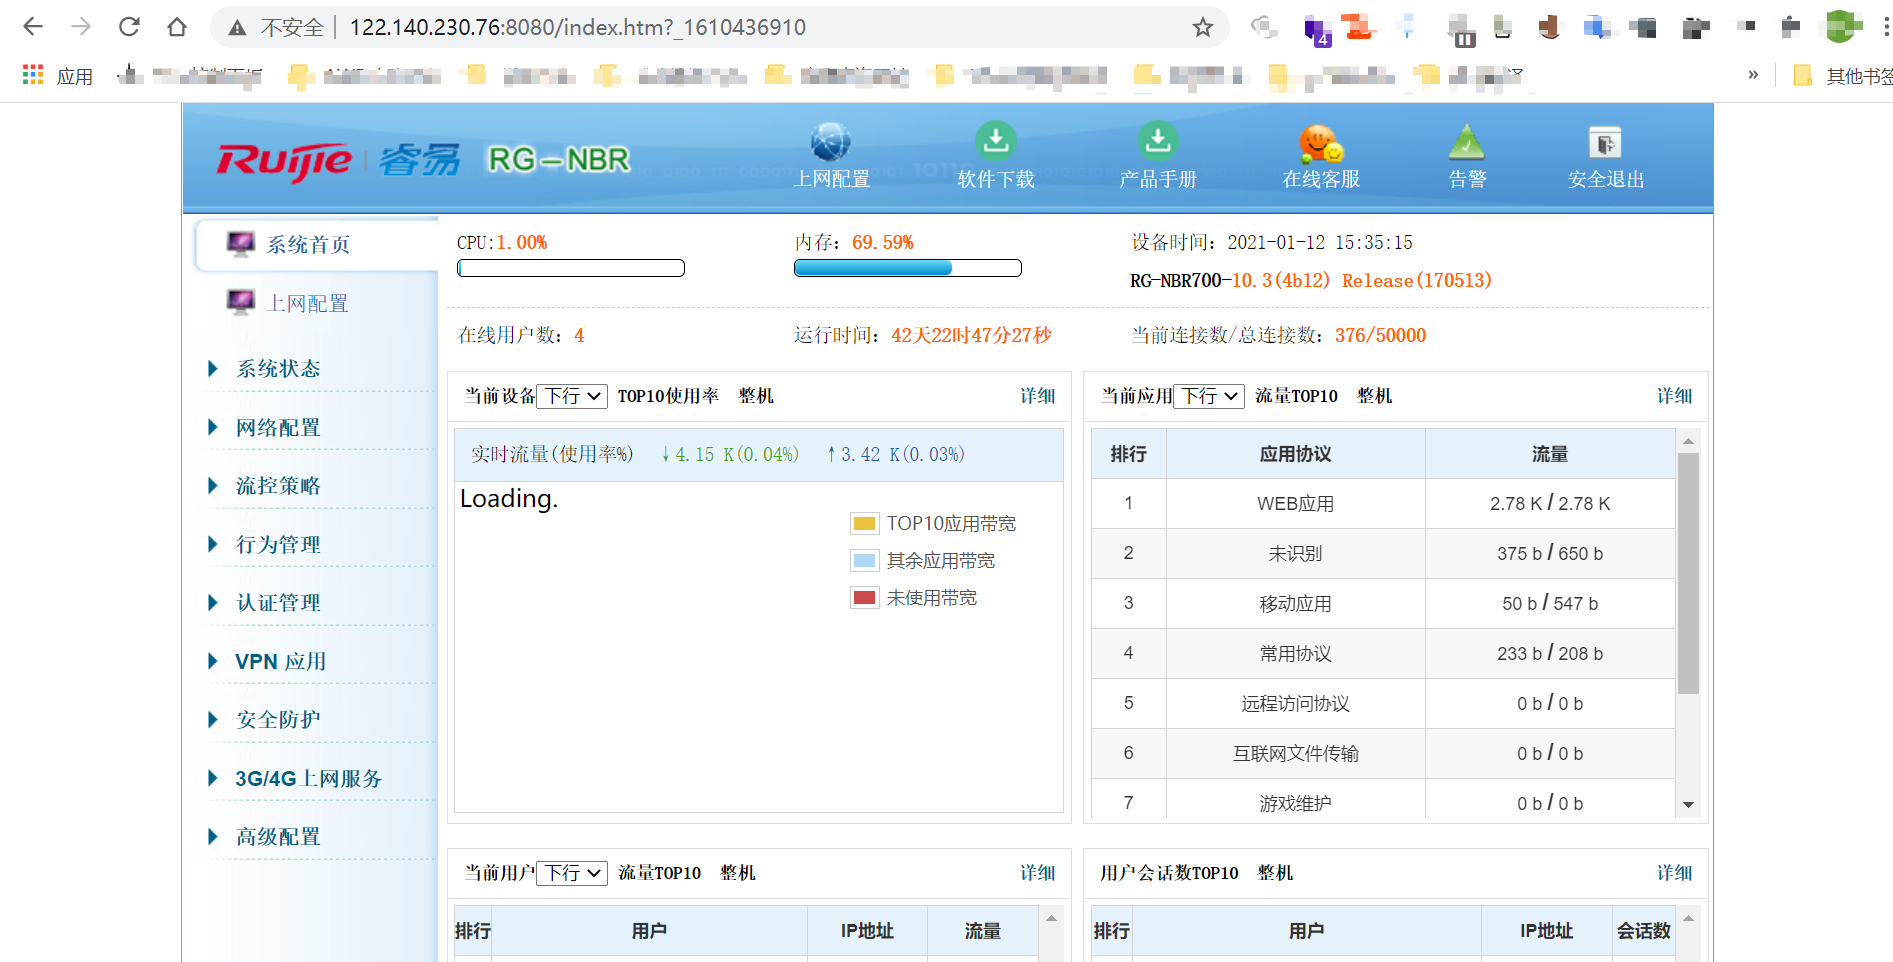 不安全 | 122.140.230.76:8080/index.htm?_1610436910
4
应用
» 其他书签
Ruijie | 睿易 RG-NBR
上网配置 软件下载 产品手册 在线客服 告警 安全退出
系统首页
上网配置
系统状态
网络配置
流控策略
行为管理
认证管理
VPN 应用
安全防护
3G/4G上网服务
高级配置
CPU:1.00% 内存: 69.59% 设备时间: 2021-01-12 15:35:15
RG-NBR700-10.3(4b12) Release(170513)
在线用户数: 4 运行时间: 42天22时47分27秒 当前连接数/总连接数: 376/50000
当前设备 下行 TOP10使用率 整机 详细
实时流量(使用率%) ↓4.15 K(0.04%) ↑3.42 K(0.03%)
Loading.
TOP10应用带宽
其余应用带宽
未使用带宽
当前应用 下行 流量TOP10 整机 详细
排行 应用协议 流量
1 WEB应用 2.78 K / 2.78 K
2 未识别 375 b / 650 b
3 移动应用 50 b / 547 b
4 常用协议 233 b / 208 b
5 远程访问协议 0 b / 0 b
6 互联网文件传输 0 b / 0 b
7 游戏维护 0 b / 0 b
当前用户 下行 流量TOP10 整机 详细
排行 用户 IP地址 流量
用户会话数TOP10 整机 详细
排行 用户 IP地址 会话数